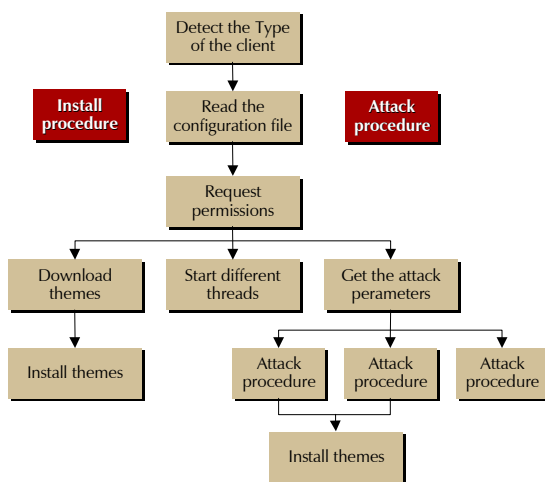 Detect the Type
of the client
Install
procedure
Read the
configuration file
Attack
procedure
Request
permissions
Download
themes
Start different
threads
Get the attack
perameters
Install themes
Attack
procedure
Attack
procedure
Attack
procedure
Install themes